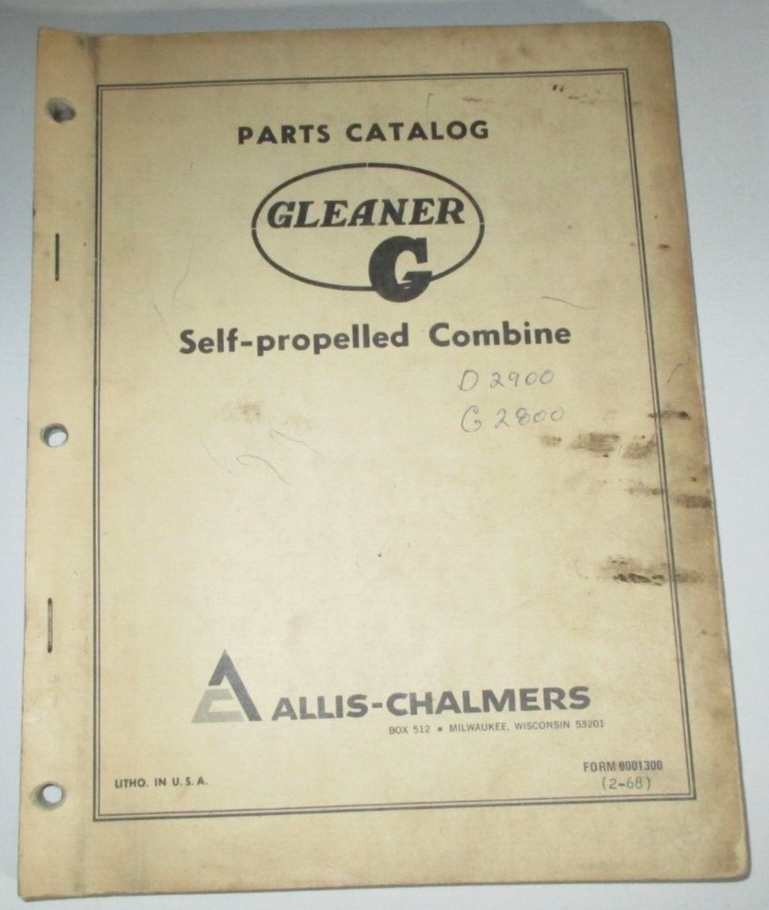 PARTS CATALOG
GLEANER
G
Self-propelled Combine
D 2900
G 2800
ALLIS-CHALMERS
BOX 512 • MILWAUKEE, WISCONSIN 53201
FORM 9001300
LITHO. IN U.S.A.
(2-68)